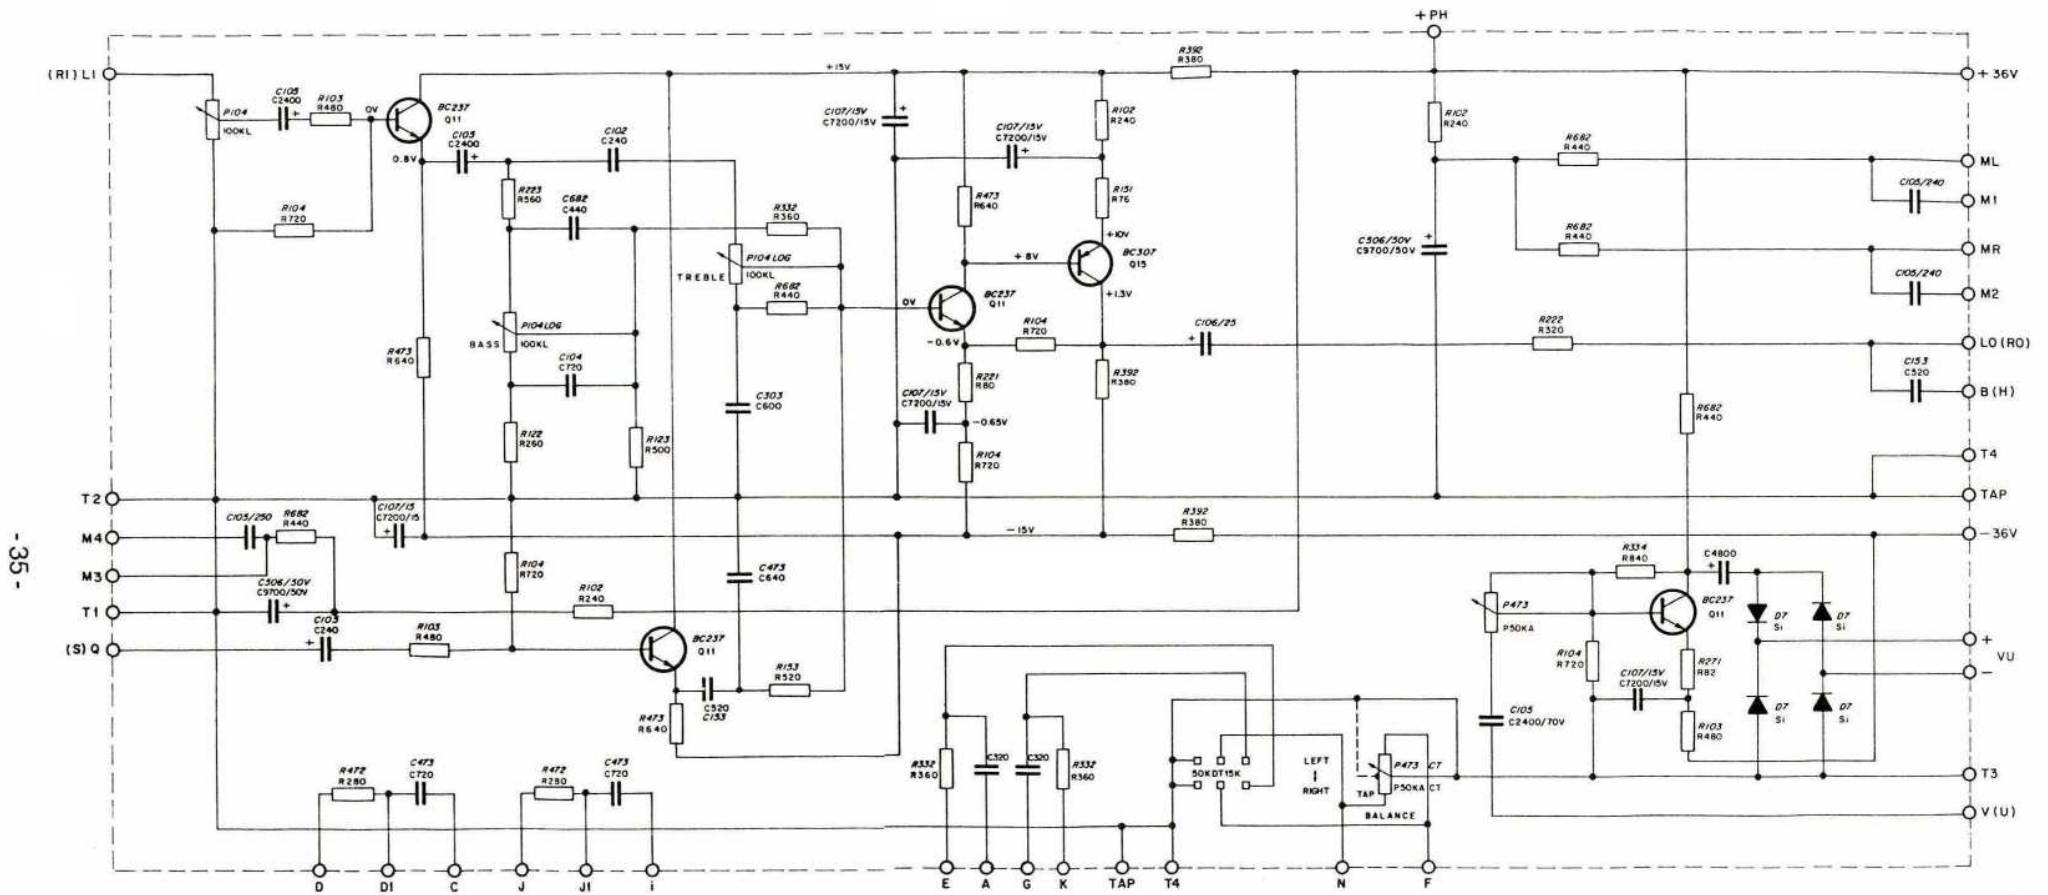 + PH
(RI) L1
P104
100KL
C105
C2400
R103
R480
0V
BC237
Q11
0.8V
C103
C2400
C102
C240
+15V
C107/15V
C7200/15V
+
C107/15V
C7200/15V
+
R102
R240
R392
R380
+ 36V
R102
R240
R682
R440
ML
C105/240
M1
R104
R720
R223
R560
C682
C440
R332
R360
R473
R640
R151
R76
+10V
BC307
Q15
+ 8V
+1.3V
C506/50V
C9700/50V
R682
R440
MR
C105/240
M2
P104 LOG
100KL
TREBLE
R682
R440
0V
BC237
Q11
P104 LOG
100KL
BASS
R473
R640
C104
C720
-0.6V
R104
R720
C106/25
R222
R320
LO (RO)
C153
C520
B (H)
R221
R80
R392
R380
C107/15V
C7200/15V
-0.65V
R104
R720
C303
C600
R122
R260
R123
R500
R682
R440
T4
T2
TAP
C107/15
C7200/15
C105/250
R682
R440
M4
M3
-15V
R392
R380
-36V
C506/50V
C9700/50V
T1
R104
R720
R102
R240
C473
C640
C103
C240
R103
R480
(S) Q
BC237
Q11
R153
R520
C520
C153
R473
R640
R334
R840
C4800
P473
P50KA
BC237
Q11
D7
Si
D7
Si
+
VU
-
R104
R720
C107/15V
C7200/15V
R271
R82
D7
Si
D7
Si
C105
C2400/70V
R103
R480
T3
V (U)
R472
R280
C473
C720
R472
R280
C473
C720
R332
R360
C320
C320
R332
R360
50KDT15K
LEFT
RIGHT
TAP
P473 CT
P50KA CT
BALANCE
D
D1
C
J
J1
i
E
A
G
K
TAP
T4
N
F
- 35 -